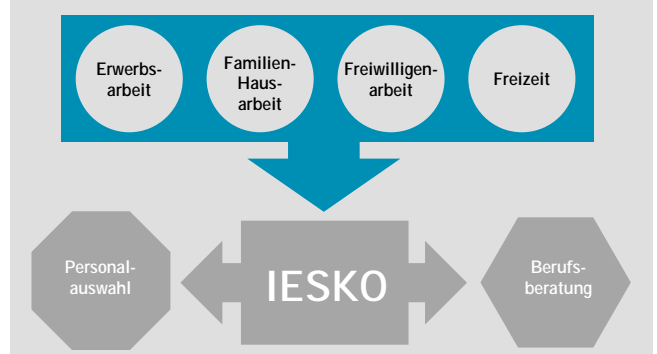 Erwerbs-
arbeit
Familien-
Haus-
arbeit
Freiwilligen-
arbeit
Freizeit
Personal-
auswahl
IESKO
Berufs-
beratung